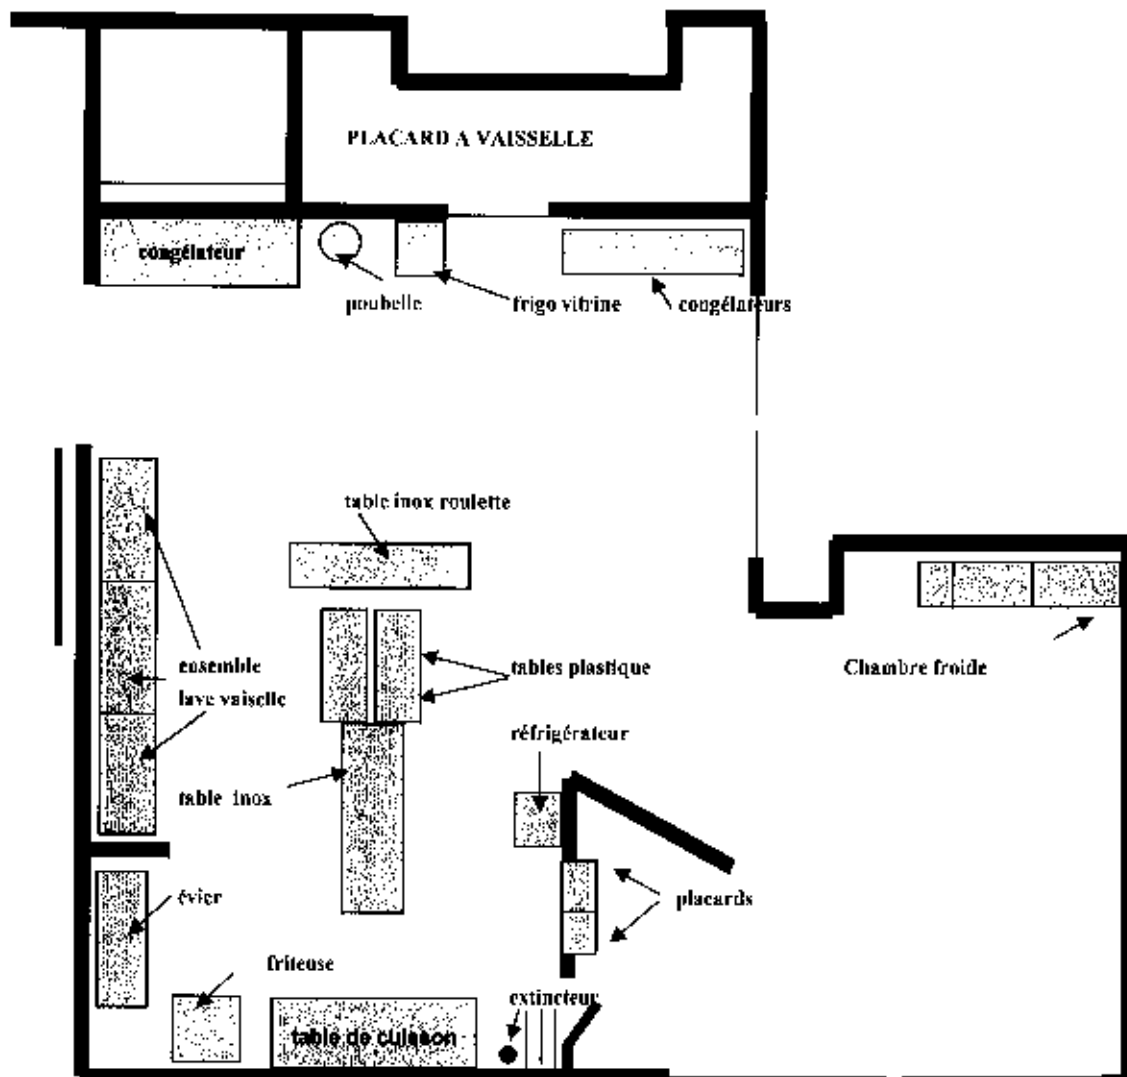 PLACARD A VAISSELLE
congélateur
poubelle
frigo vitrine
congélateurs
table inox roulette
ensemble
lave vaiselle
tables plastique
Chambre froide
réfrigérateur
table inox
placards
évier
friteuse
extincteur
table de cuisson